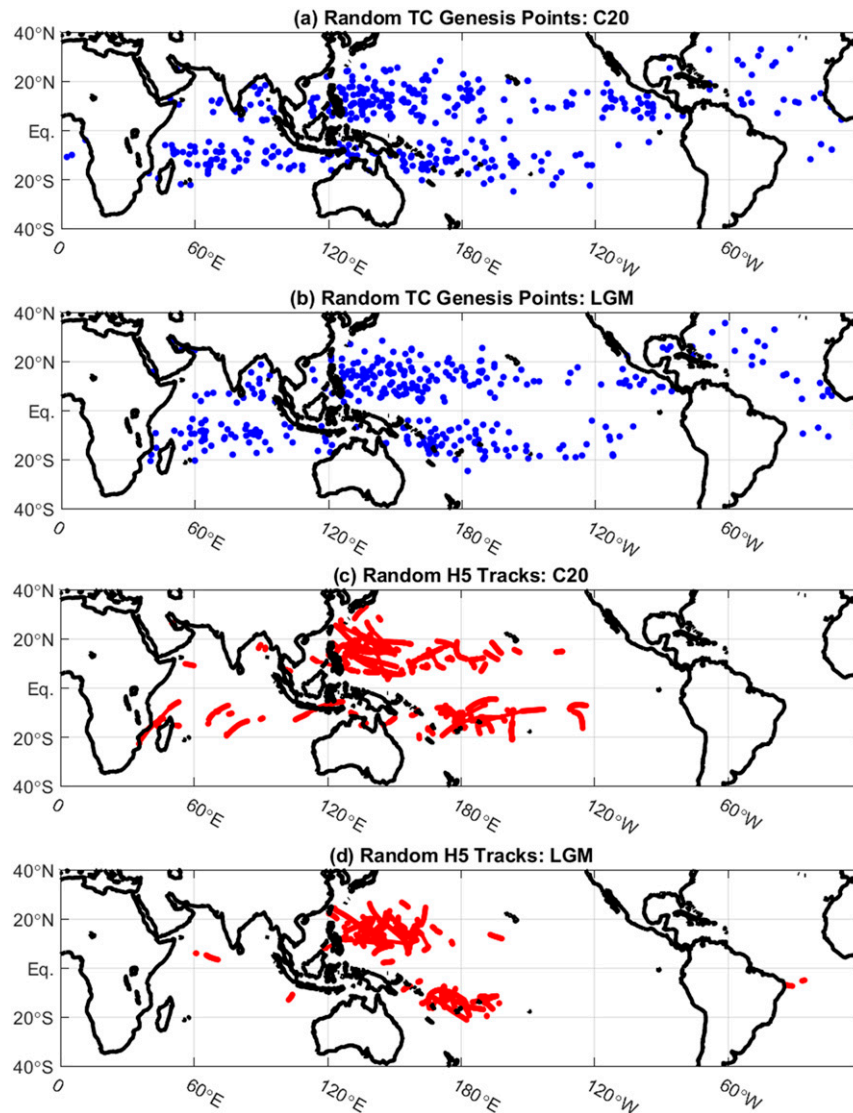 (a) Random TC Genesis Points: C20
40°N
20°N
Eq.
20°S
40°S
0 60°E 120°E 180°E 120°W 60°W
(b) Random TC Genesis Points: LGM
40°N
20°N
Eq.
20°S
40°S
0 60°E 120°E 180°E 120°W 60°W
(c) Random H5 Tracks: C20
40°N
20°N
Eq.
20°S
40°S
0 60°E 120°E 180°E 120°W 60°W
(d) Random H5 Tracks: LGM
40°N
20°N
Eq.
20°S
40°S
0 60°E 120°E 180°E 120°W 60°W